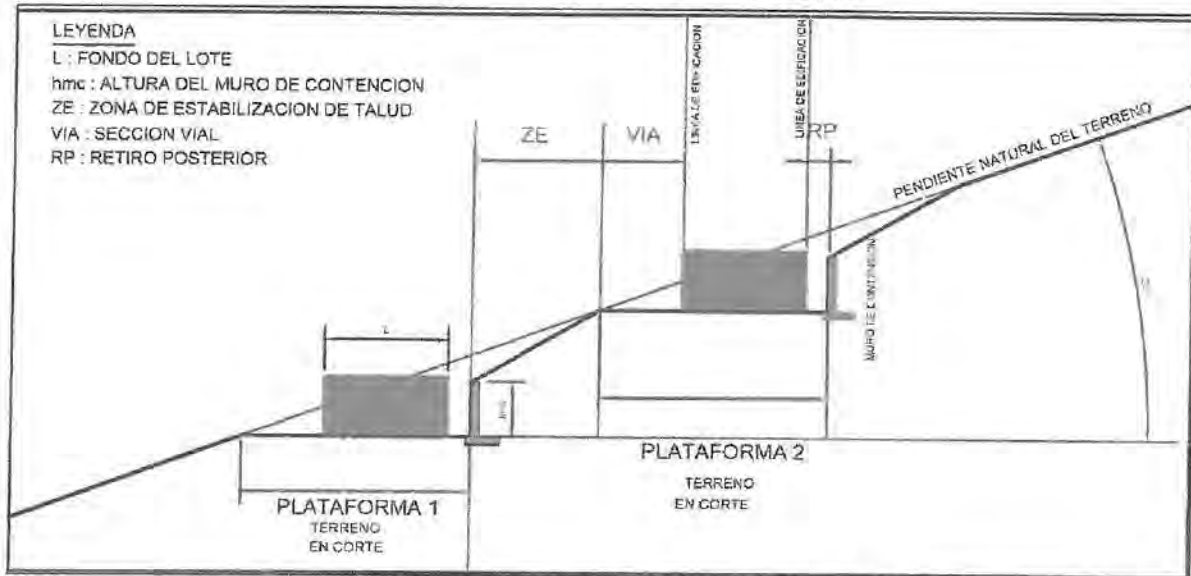 LEYENDA
L : FONDO DEL LOTE
hmc : ALTURA DEL MURO DE CONTENCION
ZE : ZONA DE ESTABILIZACION DE TALUD
VIA : SECCION VIAL
RP : RETIRO POSTERIOR
ZE
VIA
LINEA DE EDIFICACION
LINEA DE EDIFICACION
RP
PENDIENTE NATURAL DEL TERRENO
MURO DE CONTENSION
L
hmc
PLATAFORMA 1
TERRENO
EN CORTE
PLATAFORMA 2
TERRENO
EN CORTE